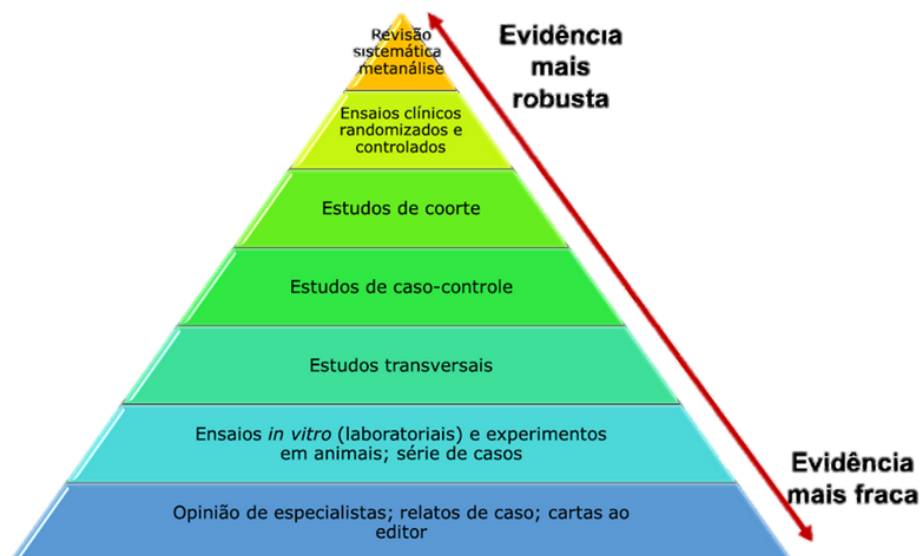 Revisão
sistemática
metanálise
Evidência
mais
robusta
Ensaios clínicos
randomizados e
controlados
Estudos de coorte
Estudos de caso-controle
Estudos transversais
Ensaios in vitro (laboratoriais) e experimentos
em animais; série de casos
Evidência
mais fraca
Opinião de especialistas; relatos de caso; cartas ao
editor